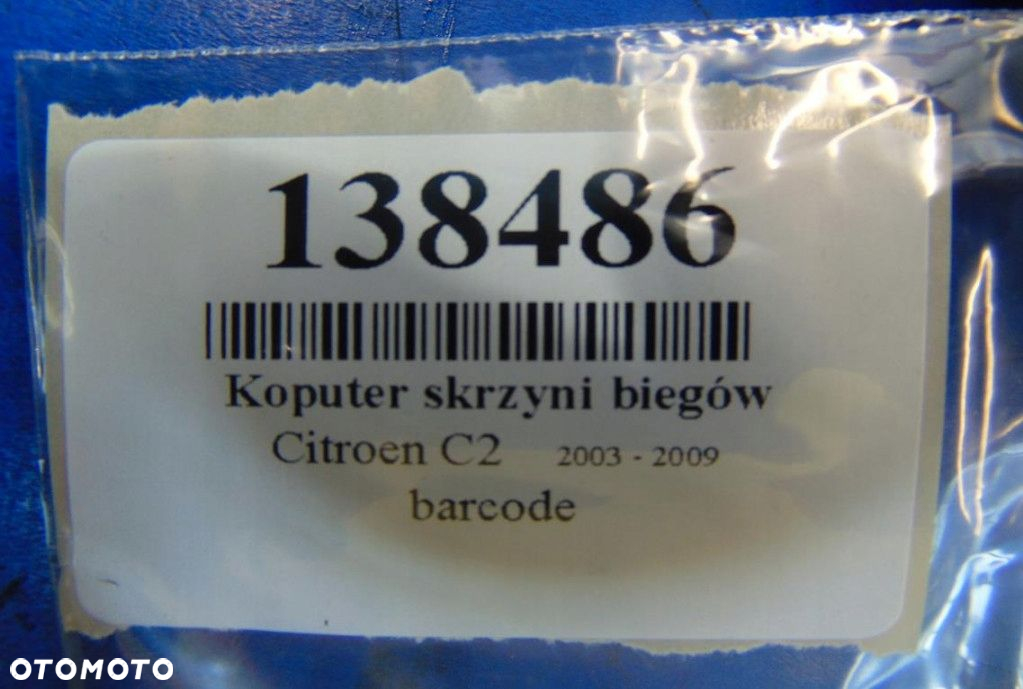 138486
Koputer skrzyni biegów
Citroen C2 2003 - 2009
barcode
OTOMOTO